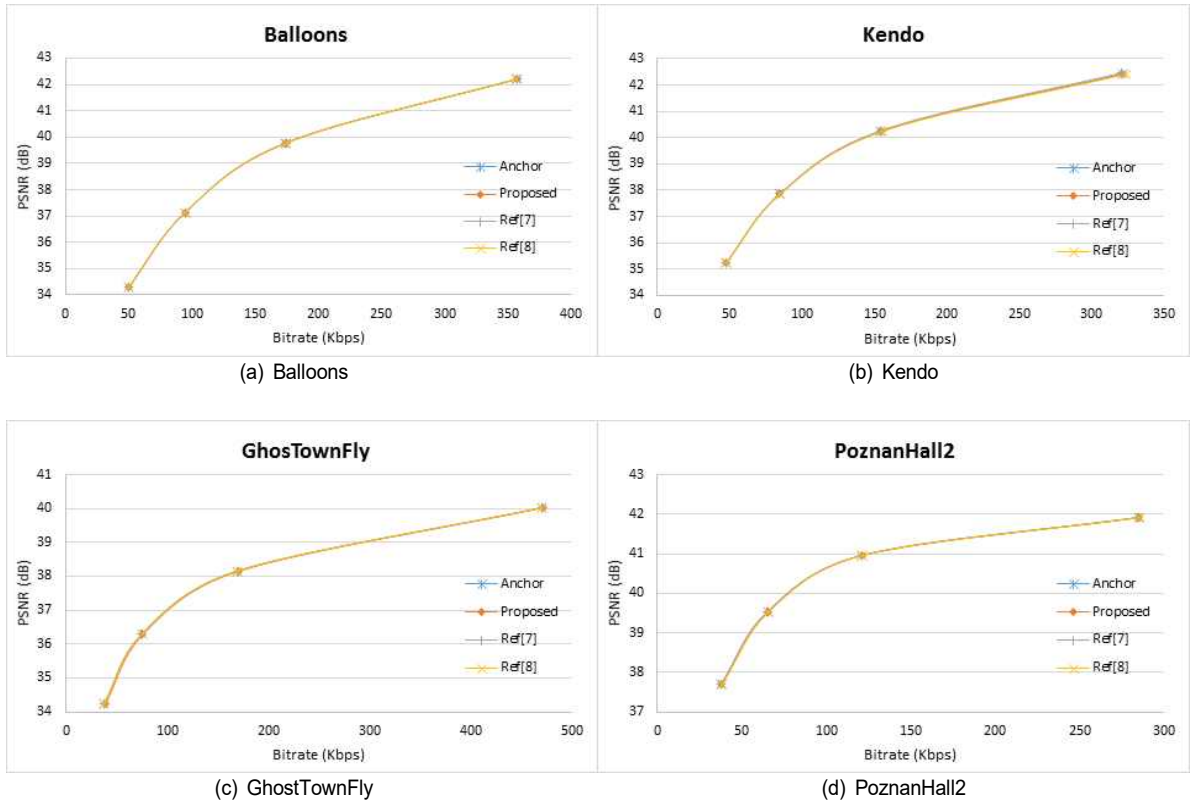 Balloons
43
42
41
40
39
38
37
36
35
34
PSNR (dB)
0 50 100 150 200 250 300 350 400
Bitrate (Kbps)
Anchor
Proposed
Ref[7]
Ref[8]
(a) Balloons
Kendo
43
42
41
40
39
38
37
36
35
34
PSNR (dB)
0 50 100 150 200 250 300 350
Bitrate (Kbps)
Anchor
Proposed
Ref[7]
Ref[8]
(b) Kendo
GhosTownFly
41
40
39
38
37
36
35
34
PSNR (dB)
0 100 200 300 400 500
Bitrate (Kbps)
Anchor
Proposed
Ref[7]
Ref[8]
(c) GhostTownFly
PoznanHall2
43
42
41
40
39
38
37
PSNR (dB)
0 50 100 150 200 250 300
Bitrate (Kbps)
Anchor
Proposed
Ref[7]
Ref[8]
(d) PoznanHall2